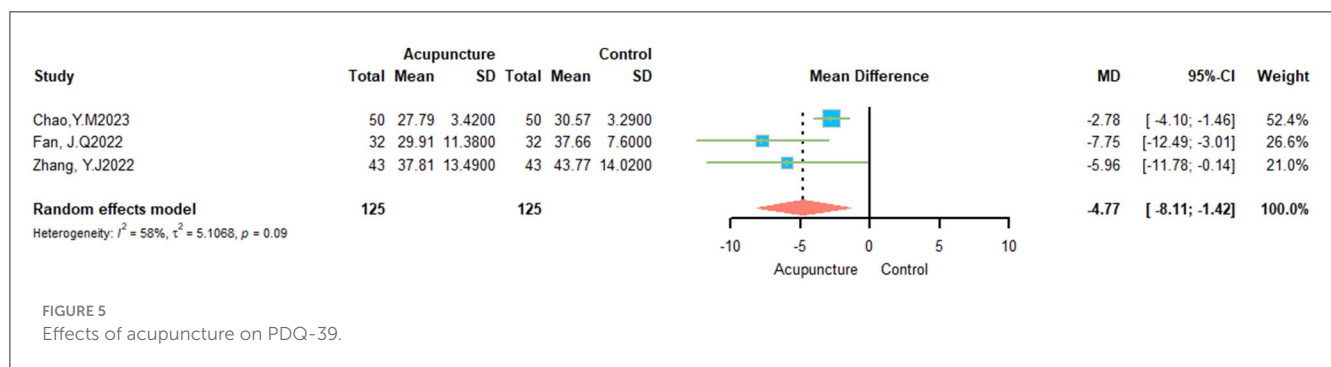 Acupuncture Control
Study Total Mean SD Total Mean SD Mean Difference MD 95%-CI Weight
Chao,Y.M2023 50 27.79 3.4200 50 30.57 3.2900 -2.78 [ -4.10; -1.46] 52.4%
Fan, J.Q2022 32 29.91 11.3800 32 37.66 7.6000 -7.75 [-12.49; -3.01] 26.6%
Zhang, Y.J2022 43 37.81 13.4900 43 43.77 14.0200 -5.96 [-11.78; -0.14] 21.0%
Random effects model 125 125 -4.77 [ -8.11; -1.42] 100.0%
Heterogeneity: I² = 58%, τ² = 5.1068, p = 0.09
-10 -5 0 5 10
Acupuncture Control
FIGURE 5
Effects of acupuncture on PDQ-39.